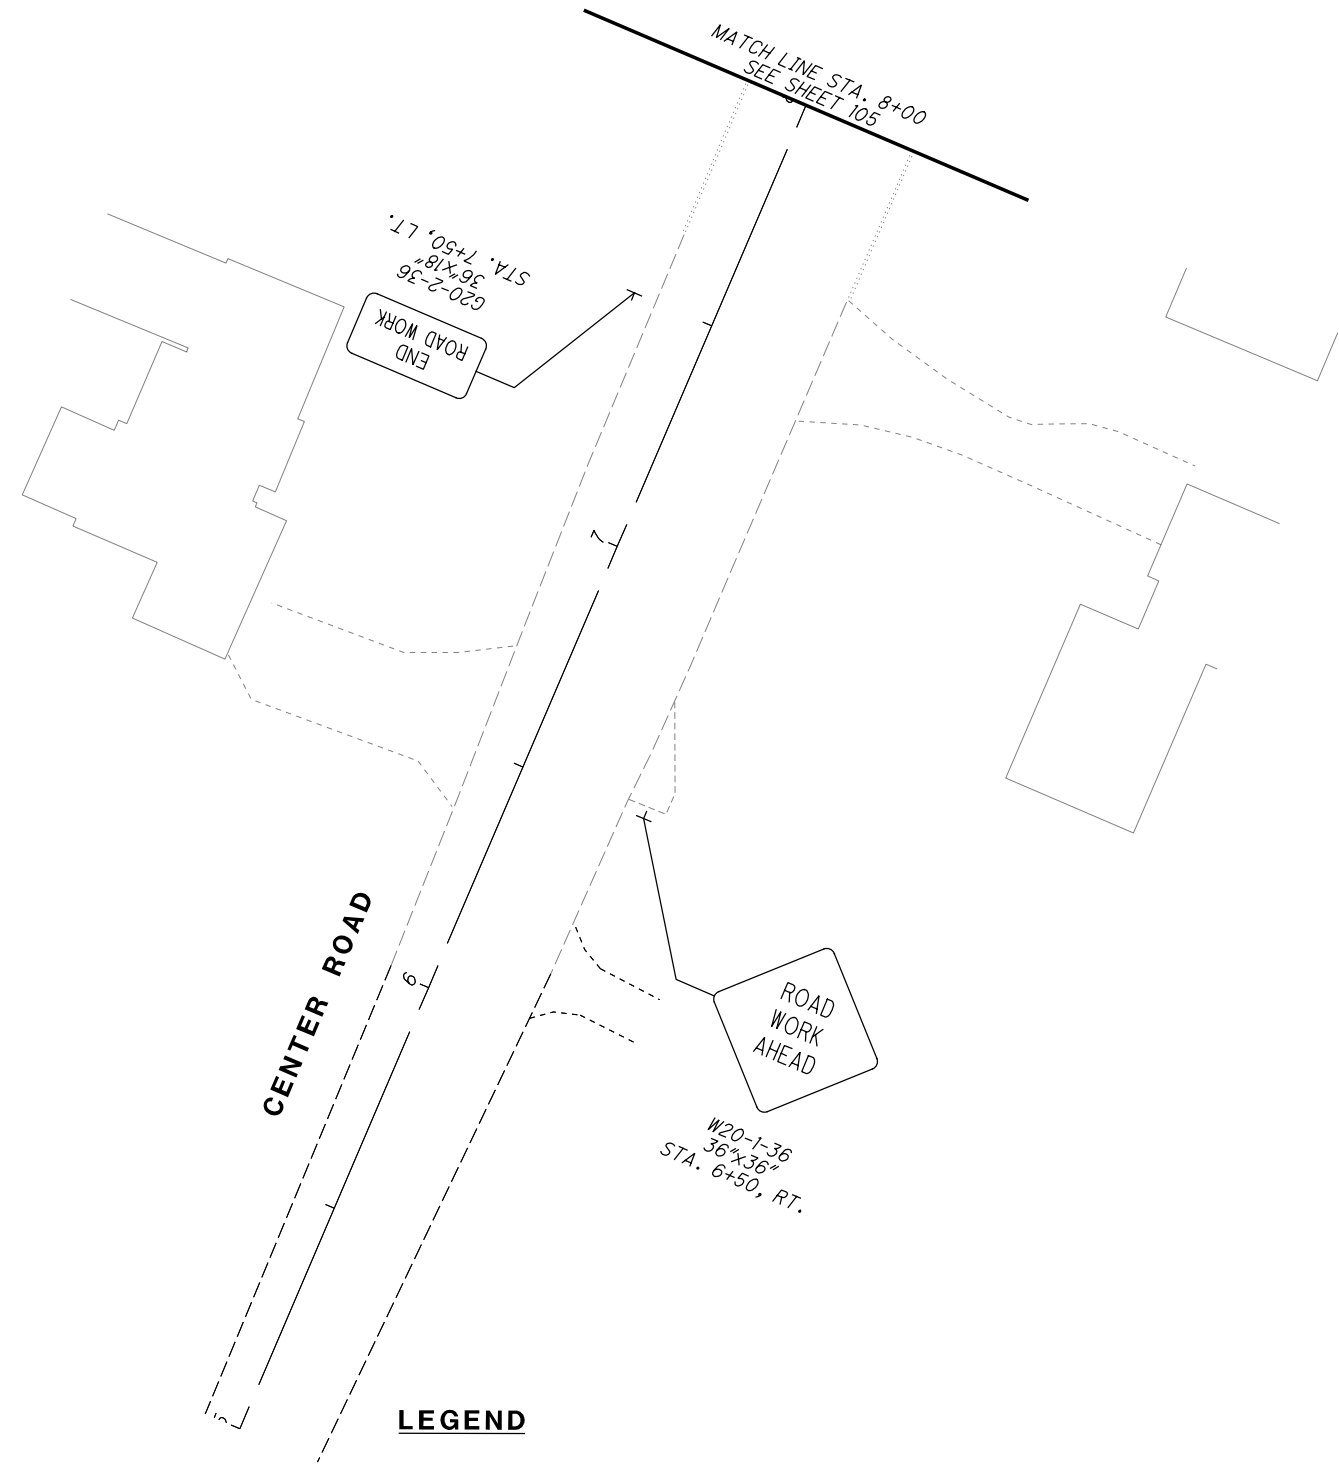 MATCH LINE STA. 8+00
SEE SHEET 105
STA. 7+50, LT.
36"x18"
G20-2-36
END
ROAD WORK
7
CENTER ROAD
6
ROAD
WORK
AHEAD
W20-1-36
36"x36"
STA. 6+50, RT.
5
LEGEND